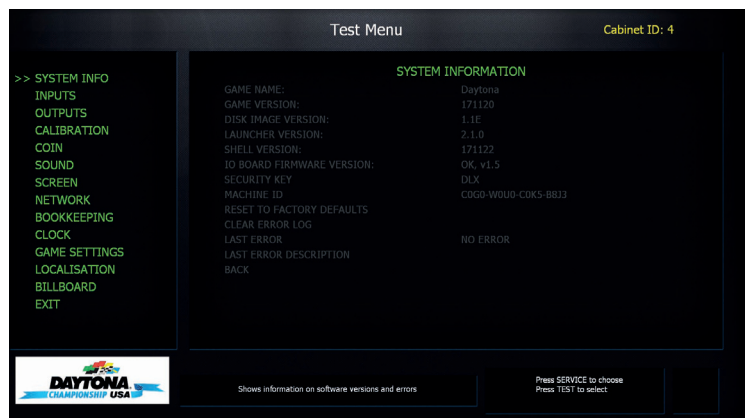 Test Menu
Cabinet ID: 4
>> SYSTEM INFO
INPUTS
OUTPUTS
CALIBRATION
COIN
SOUND
SCREEN
NETWORK
BOOKKEEPING
CLOCK
GAME SETTINGS
LOCALISATION
BILLBOARD
EXIT
SYSTEM INFORMATION
GAME NAME: Daytona
GAME VERSION: 171120
DISK IMAGE VERSION: 1.1E
LAUNCHER VERSION: 2.1.0
SHELL VERSION: 171122
IO BOARD FIRMWARE VERSION: OK, v1.5
SECURITY KEY DLX
MACHINE ID C0G0-W0U0-C0K5-B8J3
RESET TO FACTORY DEFAULTS
CLEAR ERROR LOG
LAST ERROR NO ERROR
LAST ERROR DESCRIPTION
BACK
DAYTONA
CHAMPIONSHIP USA
Shows information on software versions and errors
Press SERVICE to choose
Press TEST to select